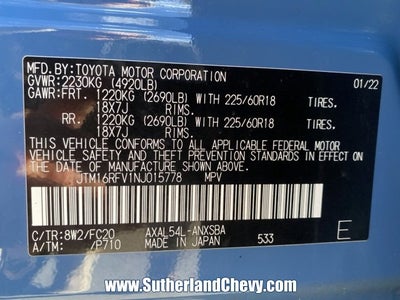 MFD.BY:TOYOTA MOTOR CORPORATION 01/22
GVWR:2230KG (4920LB)
GAWR:FRT. 1220KG (2690LB) WITH 225/60R18 TIRES.
18X7J RIMS.
RR. 1220KG (2690LB) WITH 225/60R18 TIRES.
18X7J RIMS.
THIS VEHICLE CONFORMS TO ALL APPLICABLE FEDERAL MOTOR
VEHICLE SAFETY AND THEFT PREVENTION STANDARDS IN EFFECT ON THE
DATE OF MANUFACTURE SHOWN ABOVE.
JTM16RFV1NJ015778 MPV
C/TR:8W2/FC20 AXAL54L-ANXSBA
A/TM: /P710 MADE IN JAPAN 533 E
www.SutherlandChevy.com